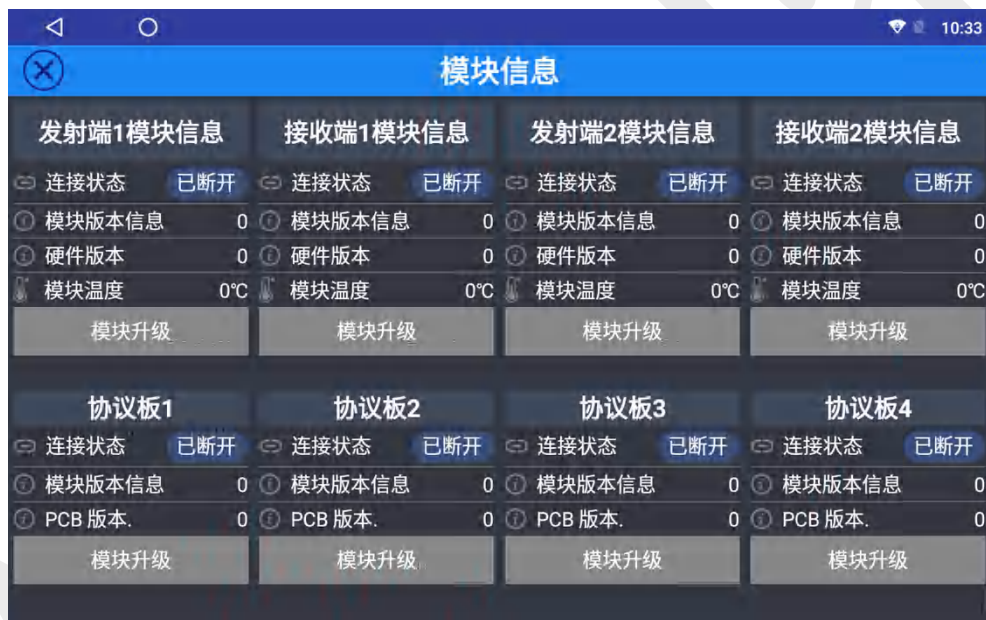 10:33
模块信息
发射端1模块信息 接收端1模块信息 发射端2模块信息 接收端2模块信息
连接状态 已断开 连接状态 已断开 连接状态 已断开 连接状态 已断开
模块版本信息 0 模块版本信息 0 模块版本信息 0 模块版本信息 0
硬件版本 0 硬件版本 0 硬件版本 0 硬件版本 0
模块温度 0℃ 模块温度 0℃ 模块温度 0℃ 模块温度 0℃
模块升级 模块升级 模块升级 模块升级
协议板1 协议板2 协议板3 协议板4
连接状态 已断开 连接状态 已断开 连接状态 已断开 连接状态 已断开
模块版本信息 0 模块版本信息 0 模块版本信息 0 模块版本信息 0
PCB 版本. 0 PCB 版本. 0 PCB 版本. 0 PCB 版本. 0
模块升级 模块升级 模块升级 模块升级